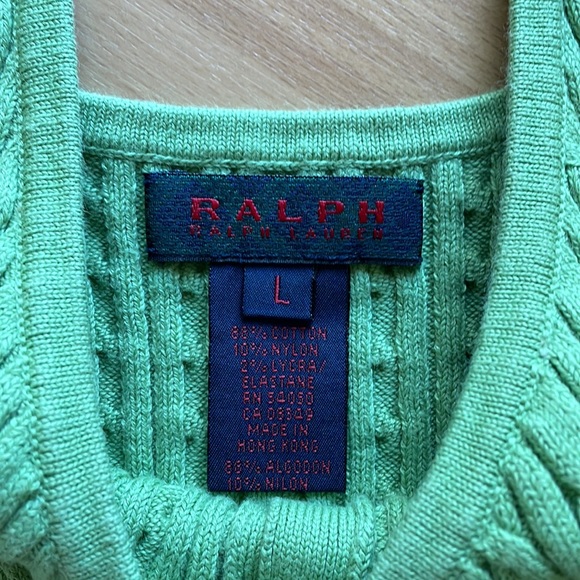 RALPH
RALPH LAUREN
L
88% COTTON
10% NYLON
2% LYCRA/
ELASTANE
RN 54050
CA 08349
MADE IN
HONG KONG
88% ALGODON
10% NILON